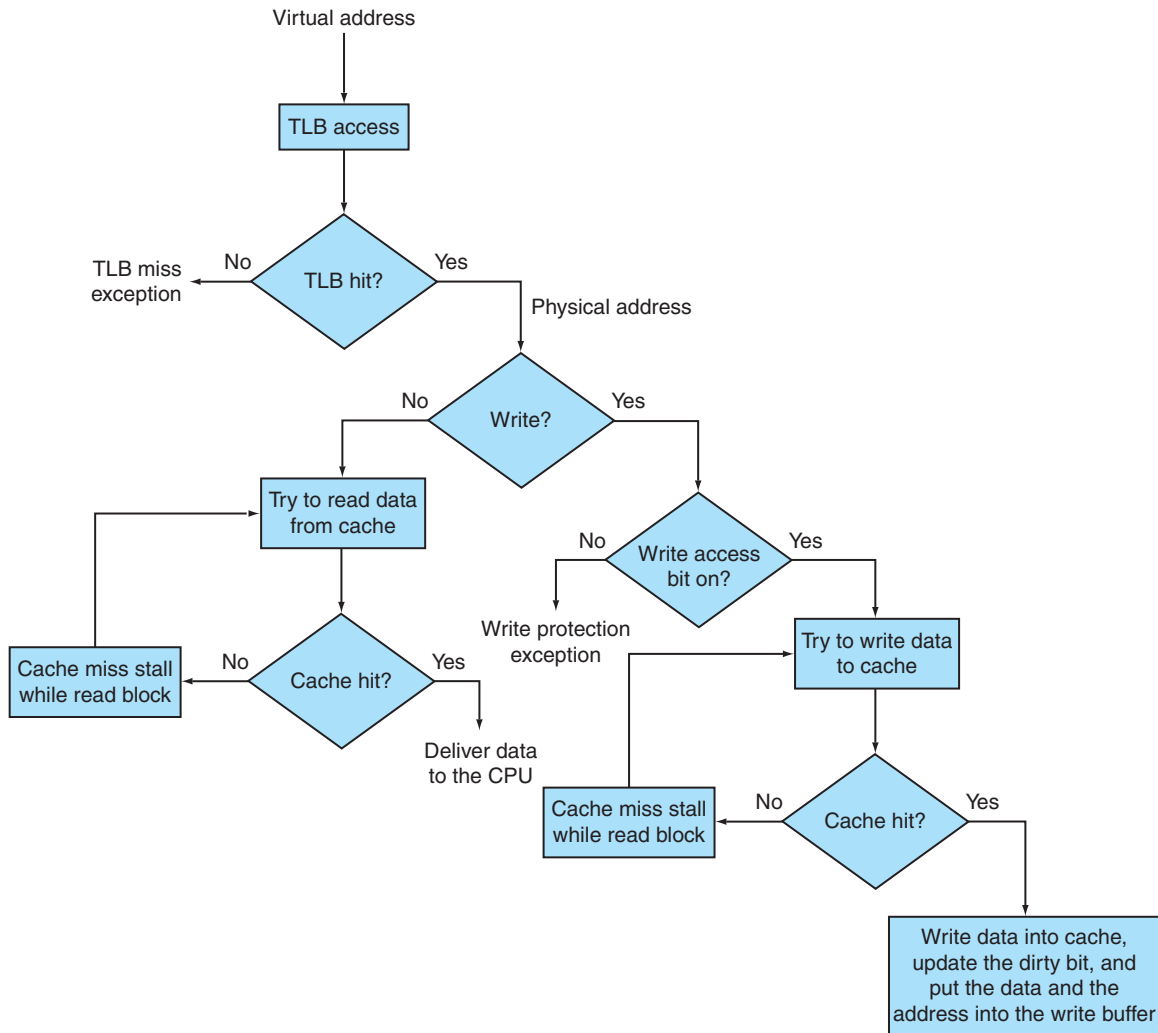 Virtual address
TLB access
TLB hit?
No
Yes
TLB miss
exception
Physical address
Write?
No
Yes
Try to read data
from cache
Write access
bit on?
No
Yes
Write protection
exception
Try to write data
to cache
Cache hit?
No
Yes
Cache miss stall
while read block
Deliver data
to the CPU
Cache hit?
No
Yes
Cache miss stall
while read block
Write data into cache,
update the dirty bit, and
put the data and the
address into the write buffer